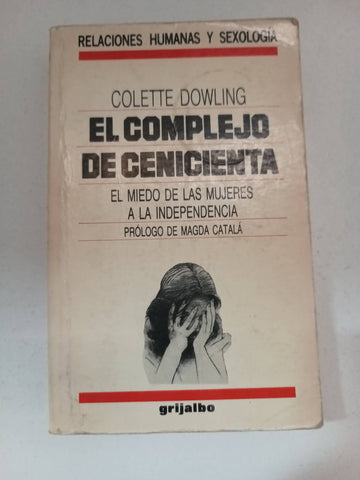 RELACIONES HUMANAS Y SEXOLOGÍA
COLETTE DOWLING
EL COMPLEJO
DE CENICIENTA
EL MIEDO DE LAS MUJERES
A LA INDEPENDENCIA
PRÓLOGO DE MAGDA CATALÁ
grijalbo